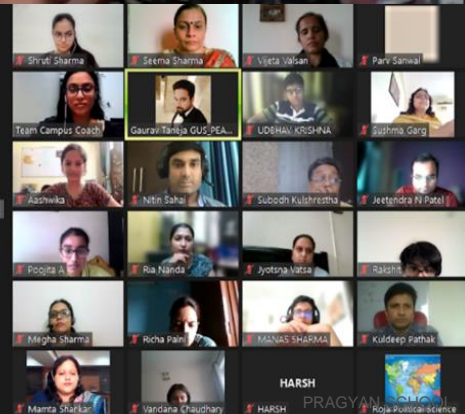 Shruti Sharma
Seema Sharma
Vijeta Valsan
Parv Sanwal
Team Campus Coach
Gaurav Taneja GUS_PEA...
UDBHAV KRISHNA
Sushma Garg
Aashwika
Nitin Sahai
Subodh Kulshrestha
Jeetendra N Patel
Poojita A
Ria Nanda
Jyotsna Vatsa
Rakshit
Megha Sharma
Richa Palni
MANAS SHARMA
Kuldeep Pathak
Mamta Shankar
Vandana Chaudhary
HARSH
HARSH
Roja Political Science
PRAGYAN SCHOOL